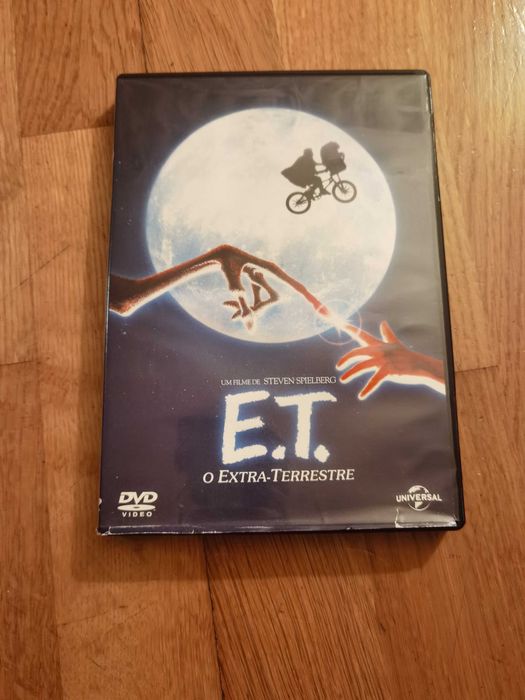 UM FILME DE STEVEN SPIELBERG
E.T.
O EXTRA-TERRESTRE
DVD
VIDEO
UNIVERSAL